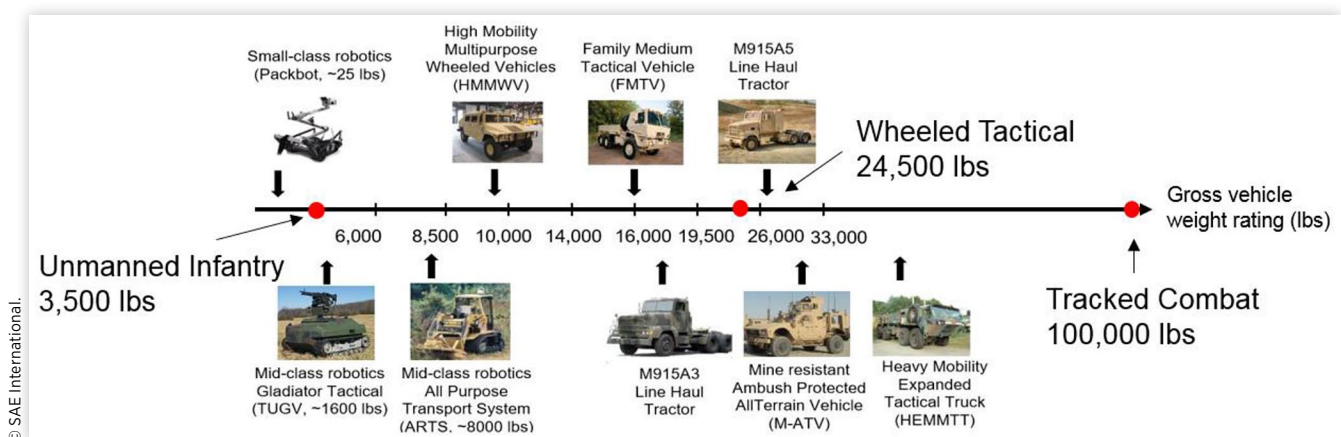 Small-class robotics
(Packbot, ~25 lbs)
High Mobility
Multipurpose
Wheeled Vehicles
(HMMWV)
Family Medium
Tactical Vehicle
(FMTV)
M915A5
Line Haul
Tractor
Wheeled Tactical
24,500 lbs
Gross vehicle
weight rating (lbs)
6,000
8,500
10,000
14,000
16,000
19,500
26,000
33,000
Unmanned Infantry
3,500 lbs
Tracked Combat
100,000 lbs
Mid-class robotics
Gladiator Tactical
(TUGV, ~1600 lbs)
Mid-class robotics
All Purpose
Transport System
(ARTS, ~8000 lbs)
M915A3
Line Haul
Tractor
Mine resistant
Ambush Protected
AllTerrain Vehicle
(M-ATV)
Heavy Mobility
Expanded
Tactical Truck
(HEMMTT)
© SAE International.